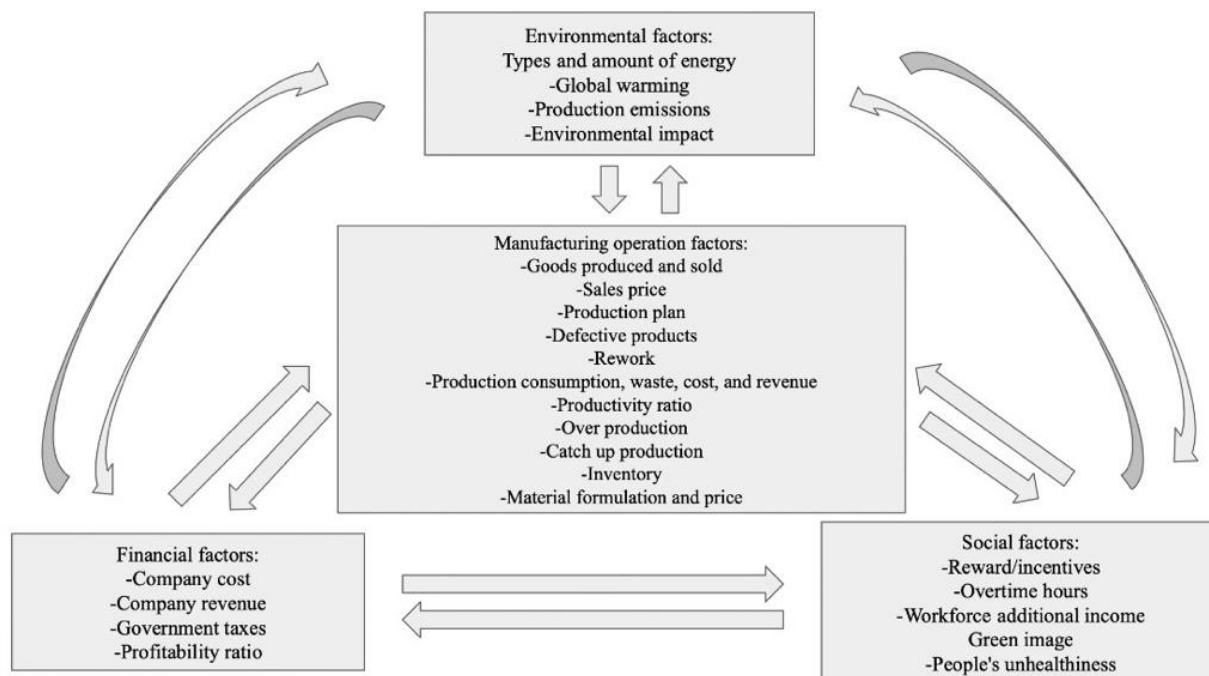 Environmental factors:
Types and amount of energy
-Global warming
-Production emissions
-Environmental impact
Manufacturing operation factors:
-Goods produced and sold
-Sales price
-Production plan
-Defective products
-Rework
-Production consumption, waste, cost, and revenue
-Productivity ratio
-Over production
-Catch up production
-Inventory
-Material formulation and price
Financial factors:
-Company cost
-Company revenue
-Government taxes
-Profitability ratio
Social factors:
-Reward/incentives
-Overtime hours
-Workforce additional income
Green image
-People's unhealthiness